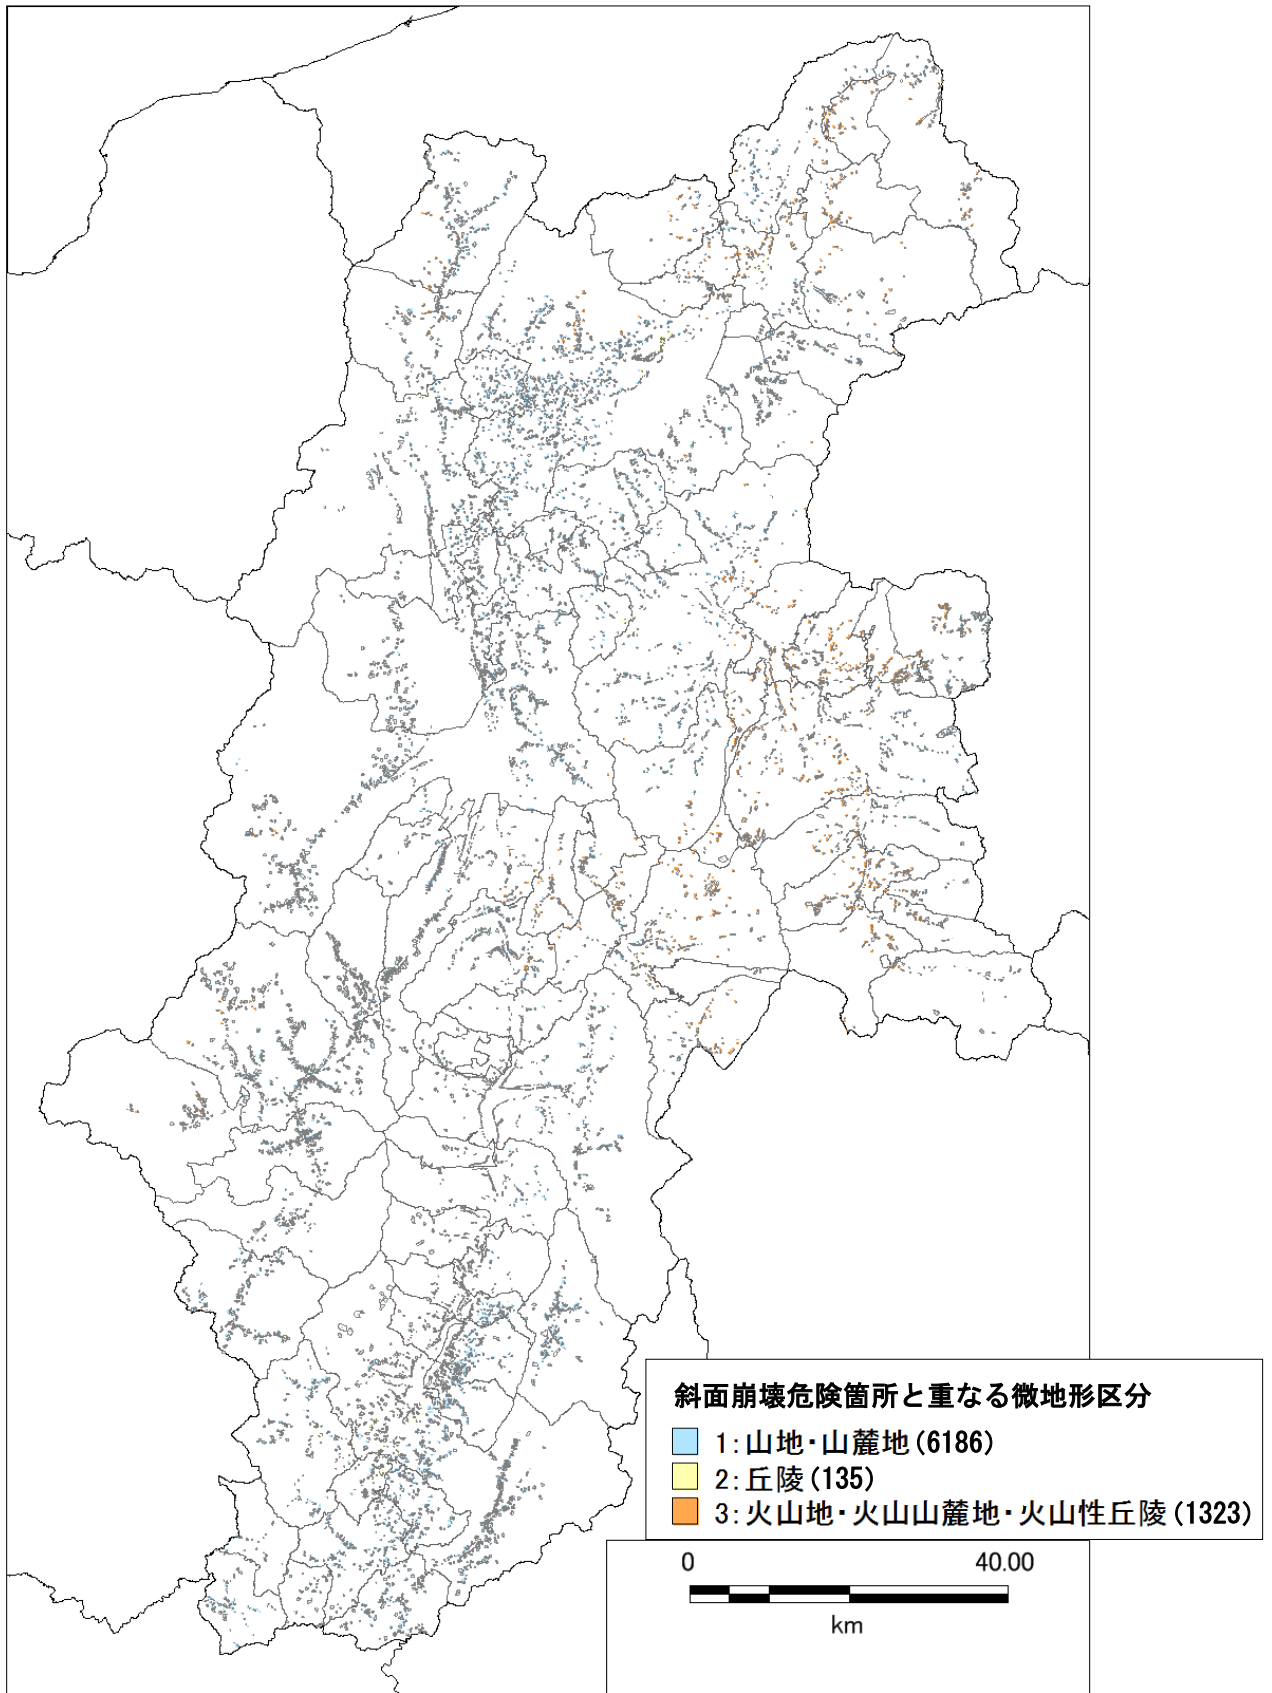 斜面崩壊危険箇所と重なる微地形区分
1:山地・山麓地(6186)
2:丘陵(135)
3:火山地・火山山麓地・火山性丘陵(1323)
0 40.00
km